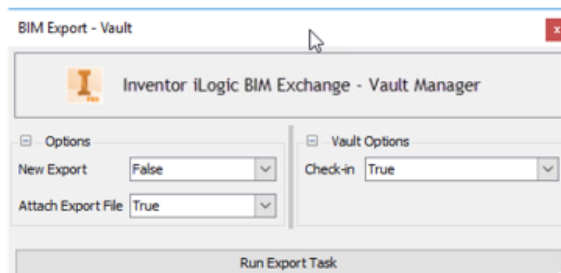 BIM Export - Vault
x
Inventor iLogic BIM Exchange - Vault Manager
Options
Vault Options
New Export False
Check-in True
Attach Export File True
Run Export Task